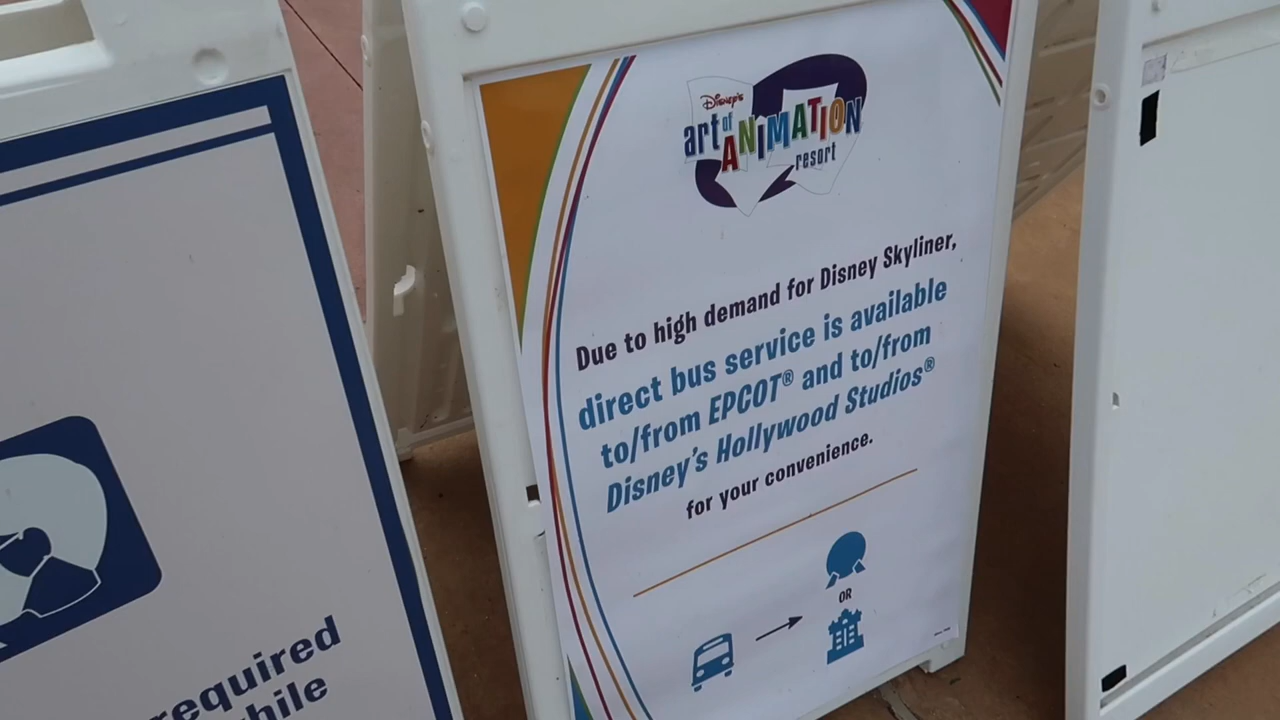 Disney's
art of
ANIMATION
resort
Due to high demand for Disney Skyliner,
direct bus service is available
to/from EPCOT® and to/from
Disney's Hollywood Studios®
for your convenience.
OR
required
hile